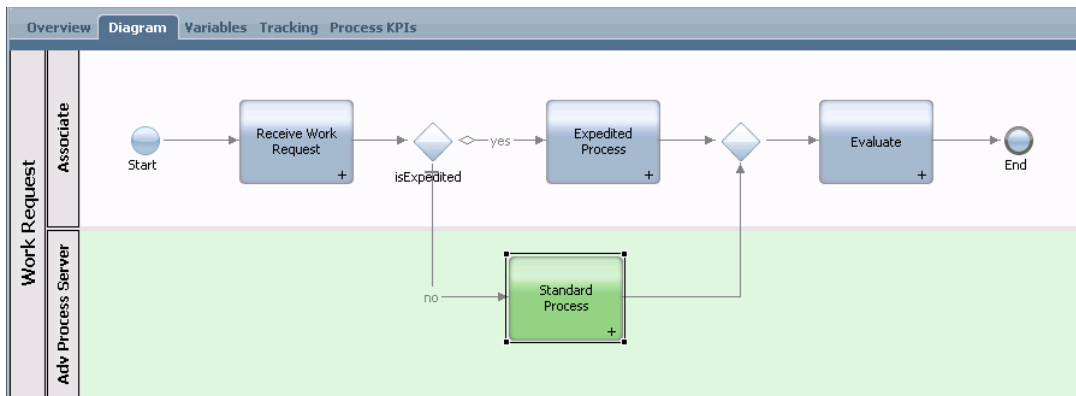 Overview Diagram Variables Tracking Process KPIs
Work Request
Associate
Start
Receive Work
Request
isExpedited
yes
Expedited
Process
Evaluate
End
Adv Process Server
no
Standard
Process